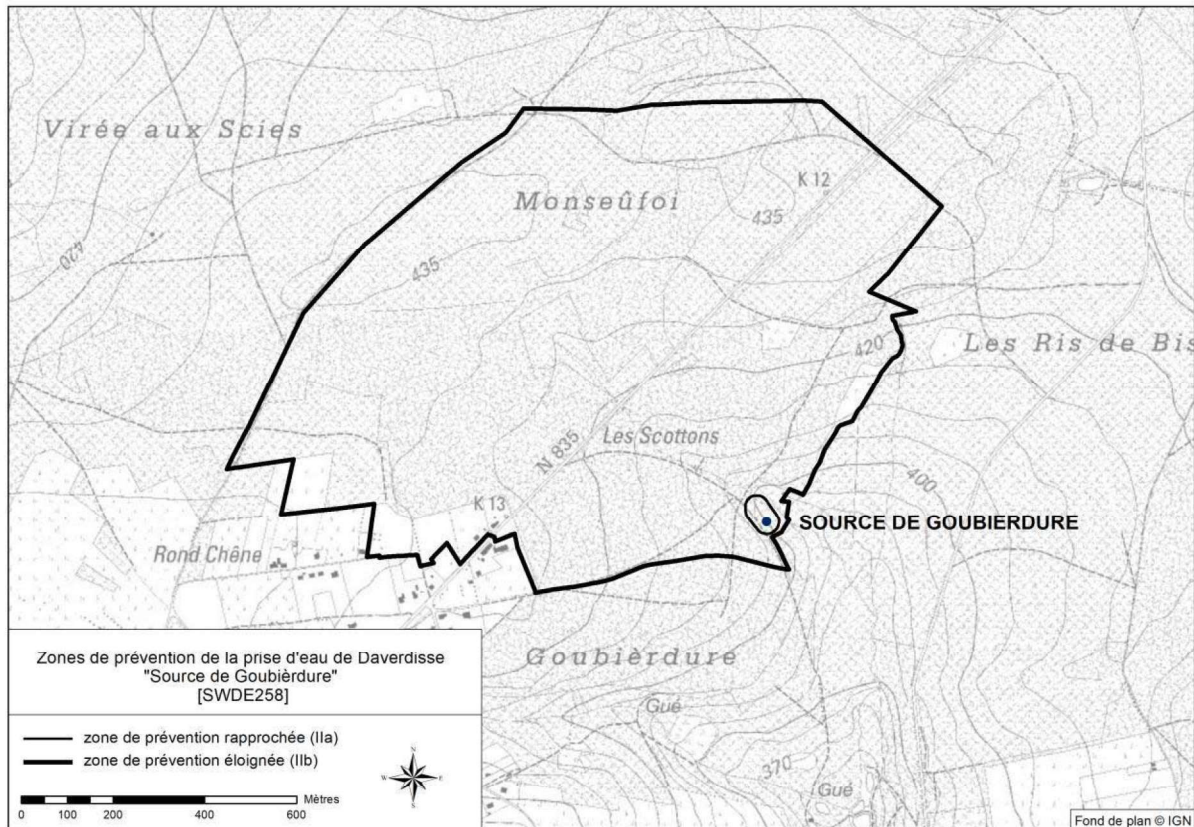 Virée aux Scies
Monseûfoi
K 12
435
435
420
420
Les Ris de Bis
Les Scottons
N 835
400
K 13
SOURCE DE GOUBIERDURE
Rond Chêne
Goubièrdure
Gué
370
Gué
Zones de prévention de la prise d'eau de Daverdisse
"Source de Goubièrdure"
[SWDE258]
zone de prévention rapprochée (IIa)
zone de prévention éloignée (IIb)
N
W E
S
0 100 200 400 600 Mètres
Fond de plan © IGN